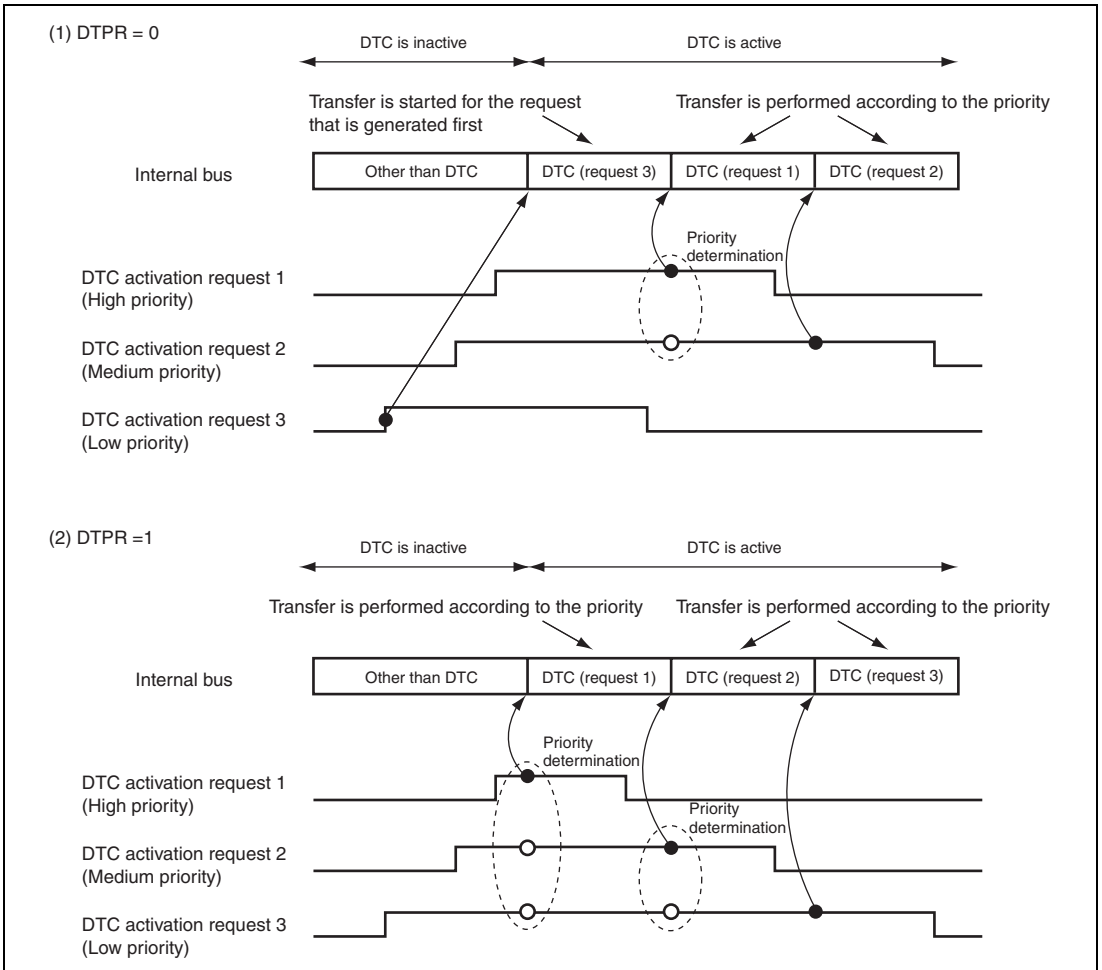 (1) DTPR = 0
DTC is inactive
DTC is active
Transfer is started for the request
that is generated first
Transfer is performed according to the priority
Internal bus
Other than DTC
DTC (request 3)
DTC (request 1)
DTC (request 2)
Priority
determination
DTC activation request 1
(High priority)
DTC activation request 2
(Medium priority)
DTC activation request 3
(Low priority)
(2) DTPR =1
DTC is inactive
DTC is active
Transfer is performed according to the priority
Transfer is performed according to the priority
Internal bus
Other than DTC
DTC (request 1)
DTC (request 2)
DTC (request 3)
Priority
determination
DTC activation request 1
(High priority)
Priority
determination
DTC activation request 2
(Medium priority)
DTC activation request 3
(Low priority)